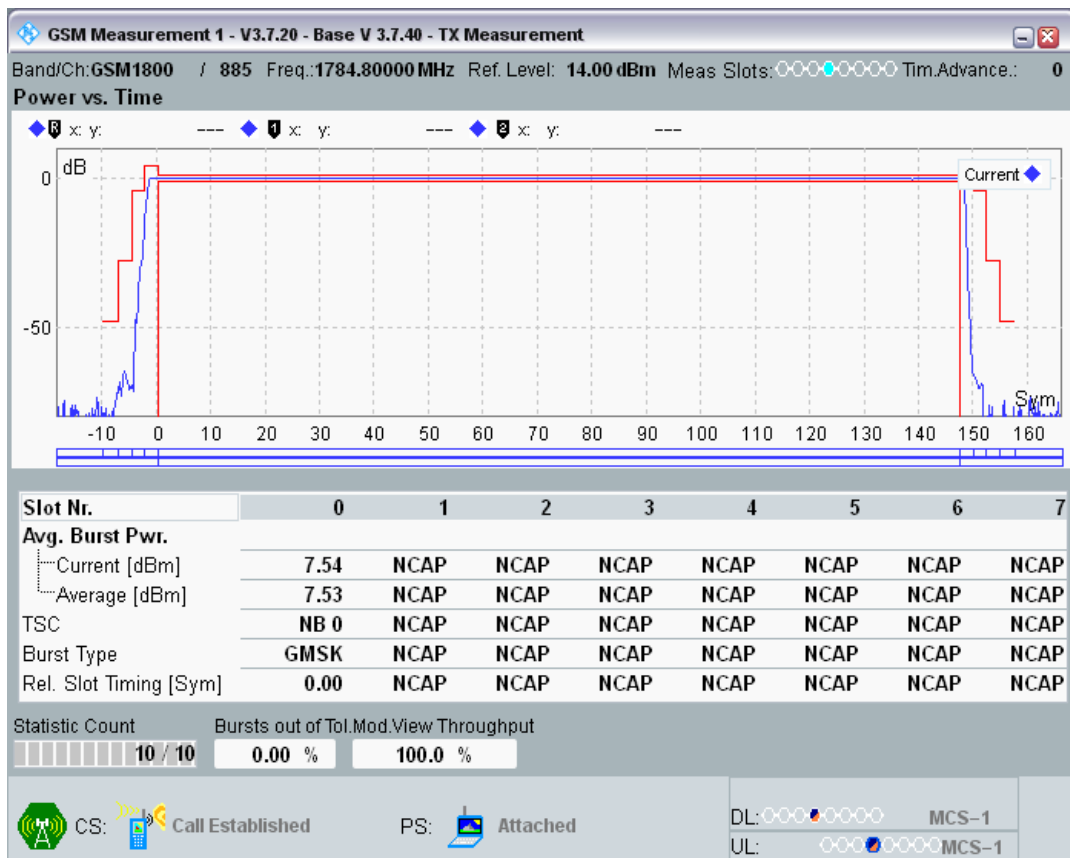 GSM Measurement 1 - V3.7.20 - Base V 3.7.40 - TX Measurement
Band/Ch:GSM1800 / 885 Freq.:1784.80000 MHz Ref. Level: 14.00 dBm Meas Slots: Tim.Advance.: 0
Power vs. Time
R x: y: --- 1 x: y: --- 2 x: y: ---
dB
Current
0
-50
Sym
-10 0 10 20 30 40 50 60 70 80 90 100 110 120 130 140 150 160
Slot Nr. 0 1 2 3 4 5 6 7
Avg. Burst Pwr.
Current [dBm] 7.54 NCAP NCAP NCAP NCAP NCAP NCAP NCAP
Average [dBm] 7.53 NCAP NCAP NCAP NCAP NCAP NCAP NCAP
TSC NB 0 NCAP NCAP NCAP NCAP NCAP NCAP NCAP
Burst Type GMSK NCAP NCAP NCAP NCAP NCAP NCAP NCAP
Rel. Slot Timing [Sym] 0.00 NCAP NCAP NCAP NCAP NCAP NCAP NCAP
Statistic Count Bursts out of Tol.Mod.View Throughput
10 / 10 0.00 % 100.0 %
CS: Call Established PS: Attached
DL: MCS-1
UL: MCS-1